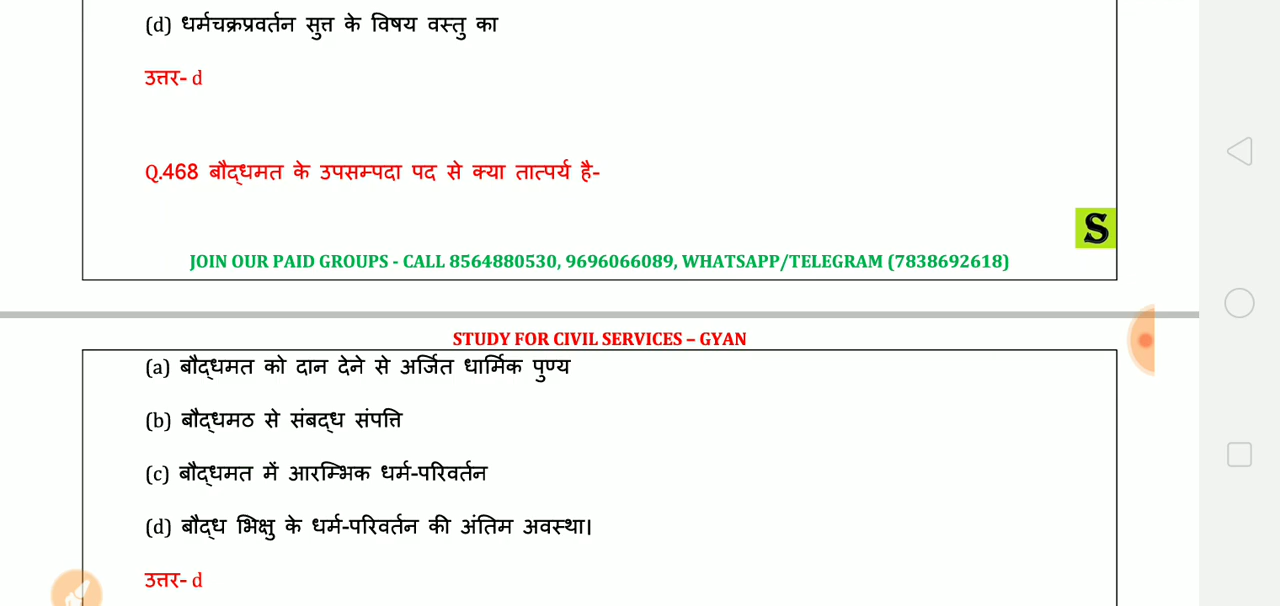 (d) धर्मचक्रप्रवर्तन सुत्त के विषय वस्तु का
उत्तर- d
Q.468 बौद्धमत के उपसम्पदा पद से क्या तात्पर्य है-
S
JOIN OUR PAID GROUPS - CALL 8564880530, 9696066089, WHATSAPP/TELEGRAM (7838692618)
STUDY FOR CIVIL SERVICES – GYAN
(a) बौद्धमत को दान देने से अर्जित धार्मिक पुण्य
(b) बौद्धमठ से संबद्ध संपत्ति
(c) बौद्धमत में आरम्भिक धर्म-परिवर्तन
(d) बौद्ध भिक्षु के धर्म-परिवर्तन की अंतिम अवस्था।
उत्तर- d